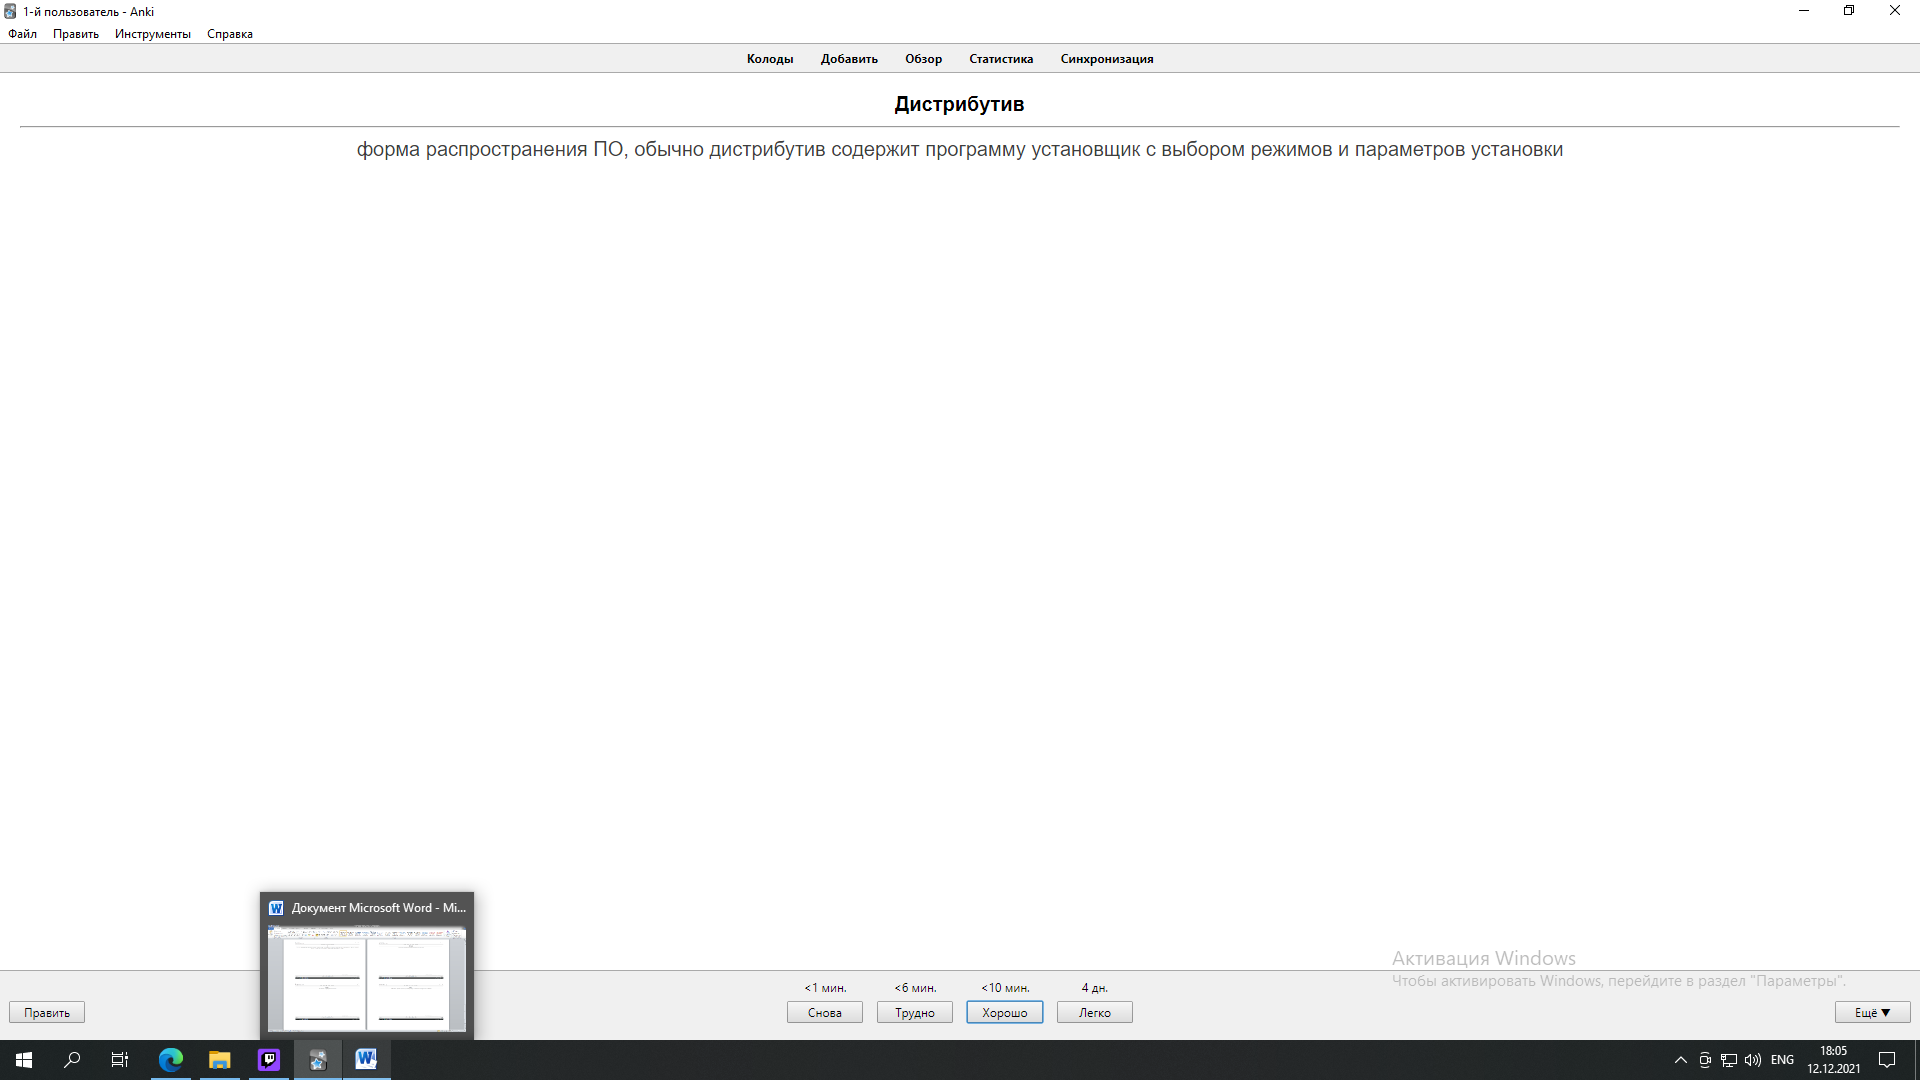 1-й пользователь - Anki
Файл Править Инструменты Справка
Колоды Добавить Обзор Статистика Синхронизация
Дистрибутив
форма распространения ПО, обычно дистрибутив содержит программу установщик с выбором режимов и параметров установки
Документ Microsoft Word - Mi...
Активация Windows
Чтобы активировать Windows, перейдите в раздел "Параметры".
<1 мин. <6 мин. <10 мин. 4 дн.
Править Снова Трудно Хорошо Легко Ещё ▼
ENG
18:05
12.12.2021